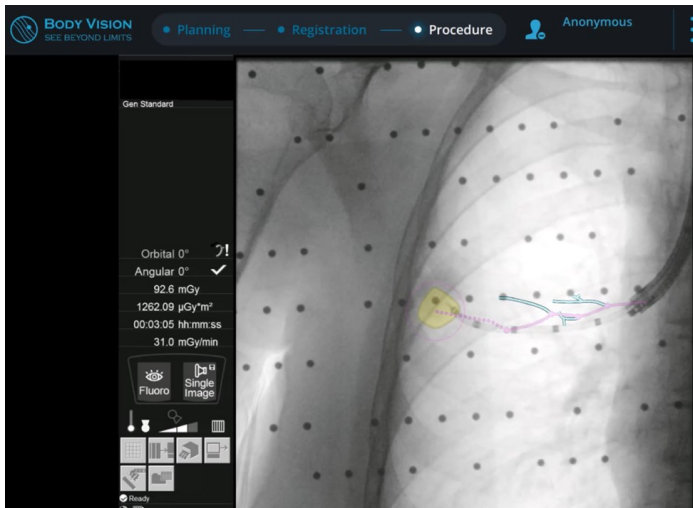 BODY VISION
SEE BEYOND LIMITS
Planning
Registration
Procedure
Anonymous
Gen Standard
Orbital 0°
Angular 0°
92.6 mGy
1262.09 µGy*m²
00:03:05 hh:mm:ss
31.0 mGy/min
Fluoro
Single
Image
Ready